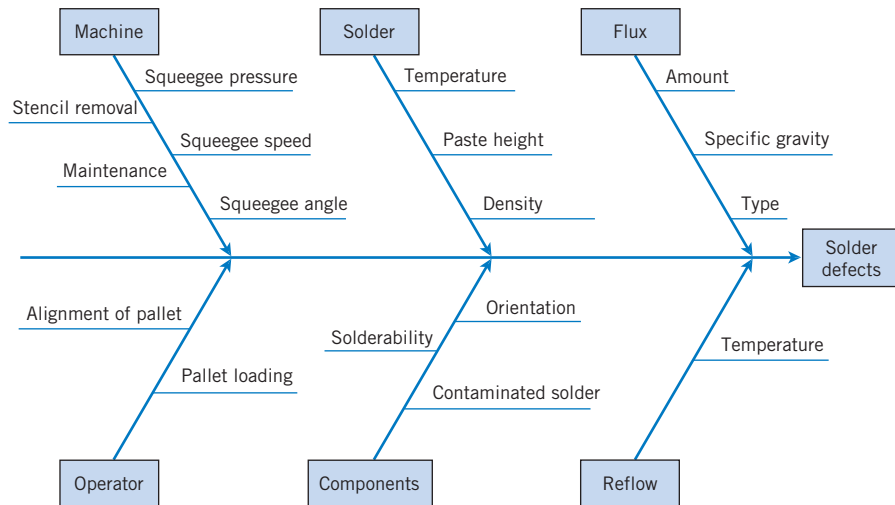 Machine
Solder
Flux
Squeegee pressure
Temperature
Amount
Stencil removal
Squeegee speed
Paste height
Specific gravity
Maintenance
Squeegee angle
Density
Type
Solder
defects
Alignment of pallet
Orientation
Solderability
Temperature
Pallet loading
Contaminated solder
Operator
Components
Reflow